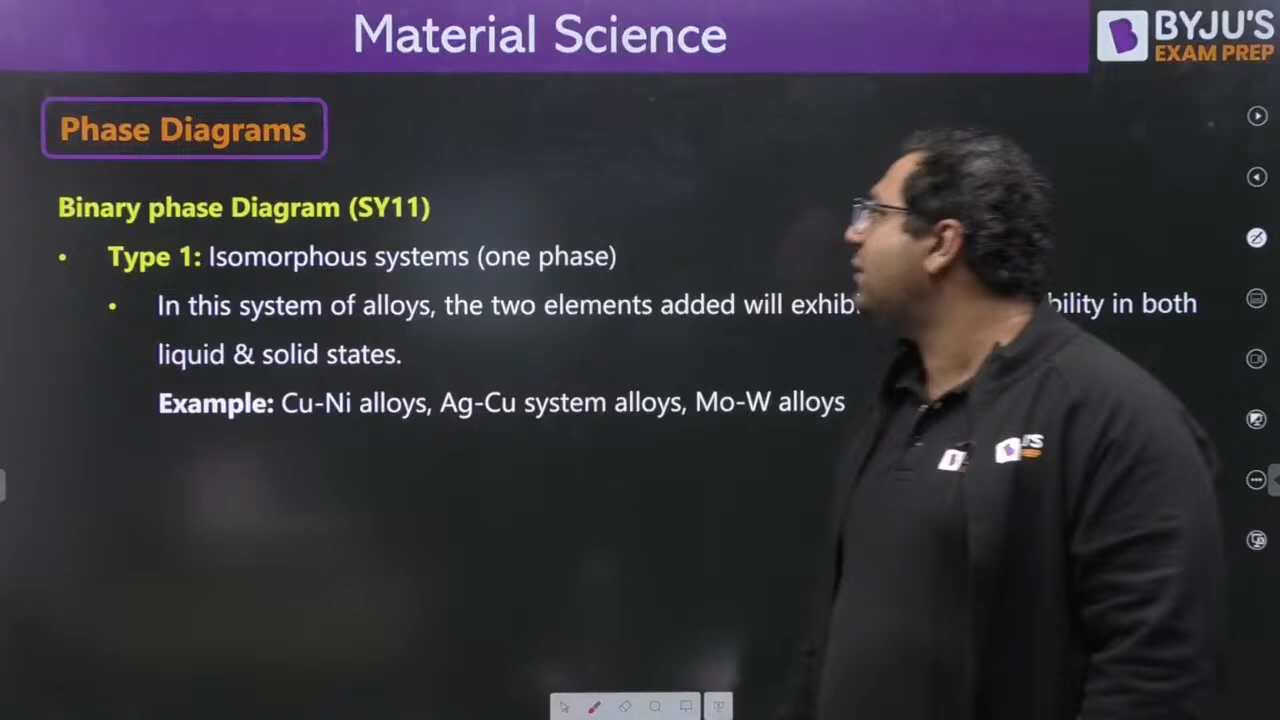 Material Science
BYJU'S
EXAM PREP
Phase Diagrams
Binary phase Diagram (SY11)
• Type 1: Isomorphous systems (one phase)
• In this system of alloys, the two elements added will in both
liquid & solid states.
Example: Cu-Ni alloys, Ag-Cu system alloys, Mo-W alloys